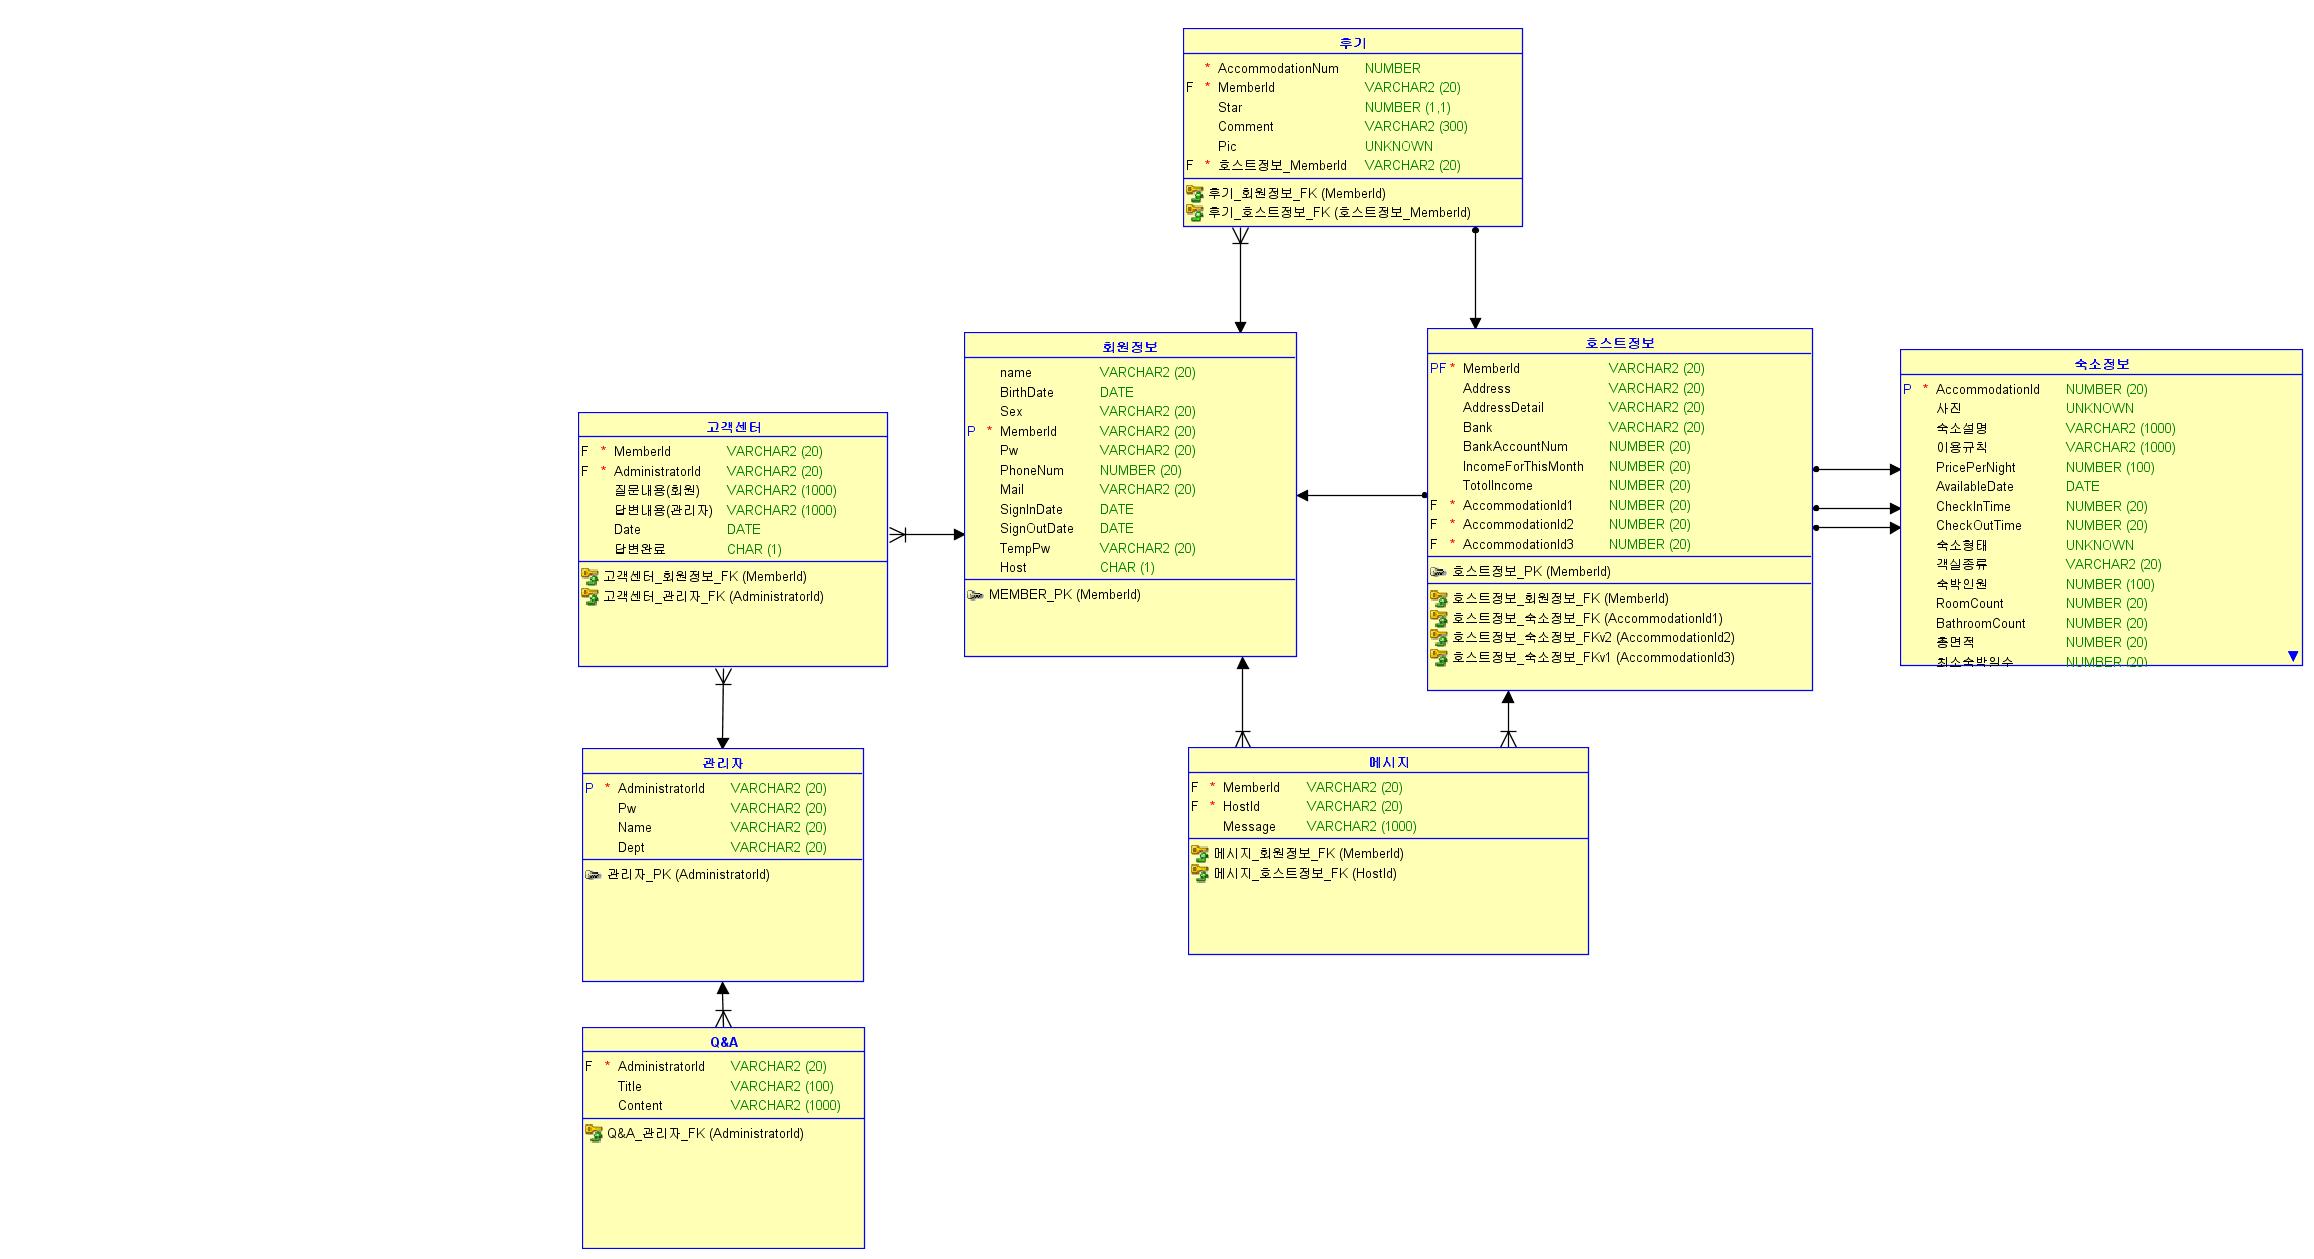 후기
* AccommodationNum NUMBER
F * MemberId VARCHAR2 (20)
Star NUMBER (1,1)
Comment VARCHAR2 (300)
Pic UNKNOWN
F * 호스트정보_MemberId VARCHAR2 (20)
후기_회원정보_FK (MemberId)
후기_호스트정보_FK (호스트정보_MemberId)
회원정보
name VARCHAR2 (20)
BirthDate DATE
Sex VARCHAR2 (20)
P * MemberId VARCHAR2 (20)
Pw VARCHAR2 (20)
PhoneNum NUMBER (20)
Mail VARCHAR2 (20)
SignInDate DATE
SignOutDate DATE
TempPw VARCHAR2 (20)
Host CHAR (1)
MEMBER_PK (MemberId)
호스트정보
PF * MemberId VARCHAR2 (20)
Address VARCHAR2 (20)
AddressDetail VARCHAR2 (20)
Bank VARCHAR2 (20)
BankAccountNum NUMBER (20)
IncomeForThisMonth NUMBER (20)
TotolIncome NUMBER (20)
F * AccommodationId1 NUMBER (20)
F * AccommodationId2 NUMBER (20)
F * AccommodationId3 NUMBER (20)
호스트정보_PK (MemberId)
호스트정보_회원정보_FK (MemberId)
호스트정보_숙소정보_FK (AccommodationId1)
호스트정보_숙소정보_FKv2 (AccommodationId2)
호스트정보_숙소정보_FKv1 (AccommodationId3)
숙소정보
P * AccommodationId NUMBER (20)
사진 UNKNOWN
숙소설명 VARCHAR2 (1000)
이용규칙 VARCHAR2 (1000)
PricePerNight NUMBER (100)
AvailableDate DATE
CheckInTime NUMBER (20)
CheckOutTime NUMBER (20)
숙소형태 UNKNOWN
객실종류 VARCHAR2 (20)
숙박인원 NUMBER (100)
RoomCount NUMBER (20)
BathroomCount NUMBER (20)
총면적 NUMBER (20)
최소숙박일수 NUMBER (20)
고객센터
F * MemberId VARCHAR2 (20)
F * AdministratorId VARCHAR2 (20)
질문내용(회원) VARCHAR2 (1000)
답변내용(관리자) VARCHAR2 (1000)
Date DATE
답변완료 CHAR (1)
고객센터_회원정보_FK (MemberId)
고객센터_관리자_FK (AdministratorId)
관리자
P * AdministratorId VARCHAR2 (20)
Pw VARCHAR2 (20)
Name VARCHAR2 (20)
Dept VARCHAR2 (20)
관리자_PK (AdministratorId)
메시지
F * MemberId VARCHAR2 (20)
F * HostId VARCHAR2 (20)
Message VARCHAR2 (1000)
메시지_회원정보_FK (MemberId)
메시지_호스트정보_FK (HostId)
Q&A
F * AdministratorId VARCHAR2 (20)
Title VARCHAR2 (100)
Content VARCHAR2 (1000)
Q&A_관리자_FK (AdministratorId)